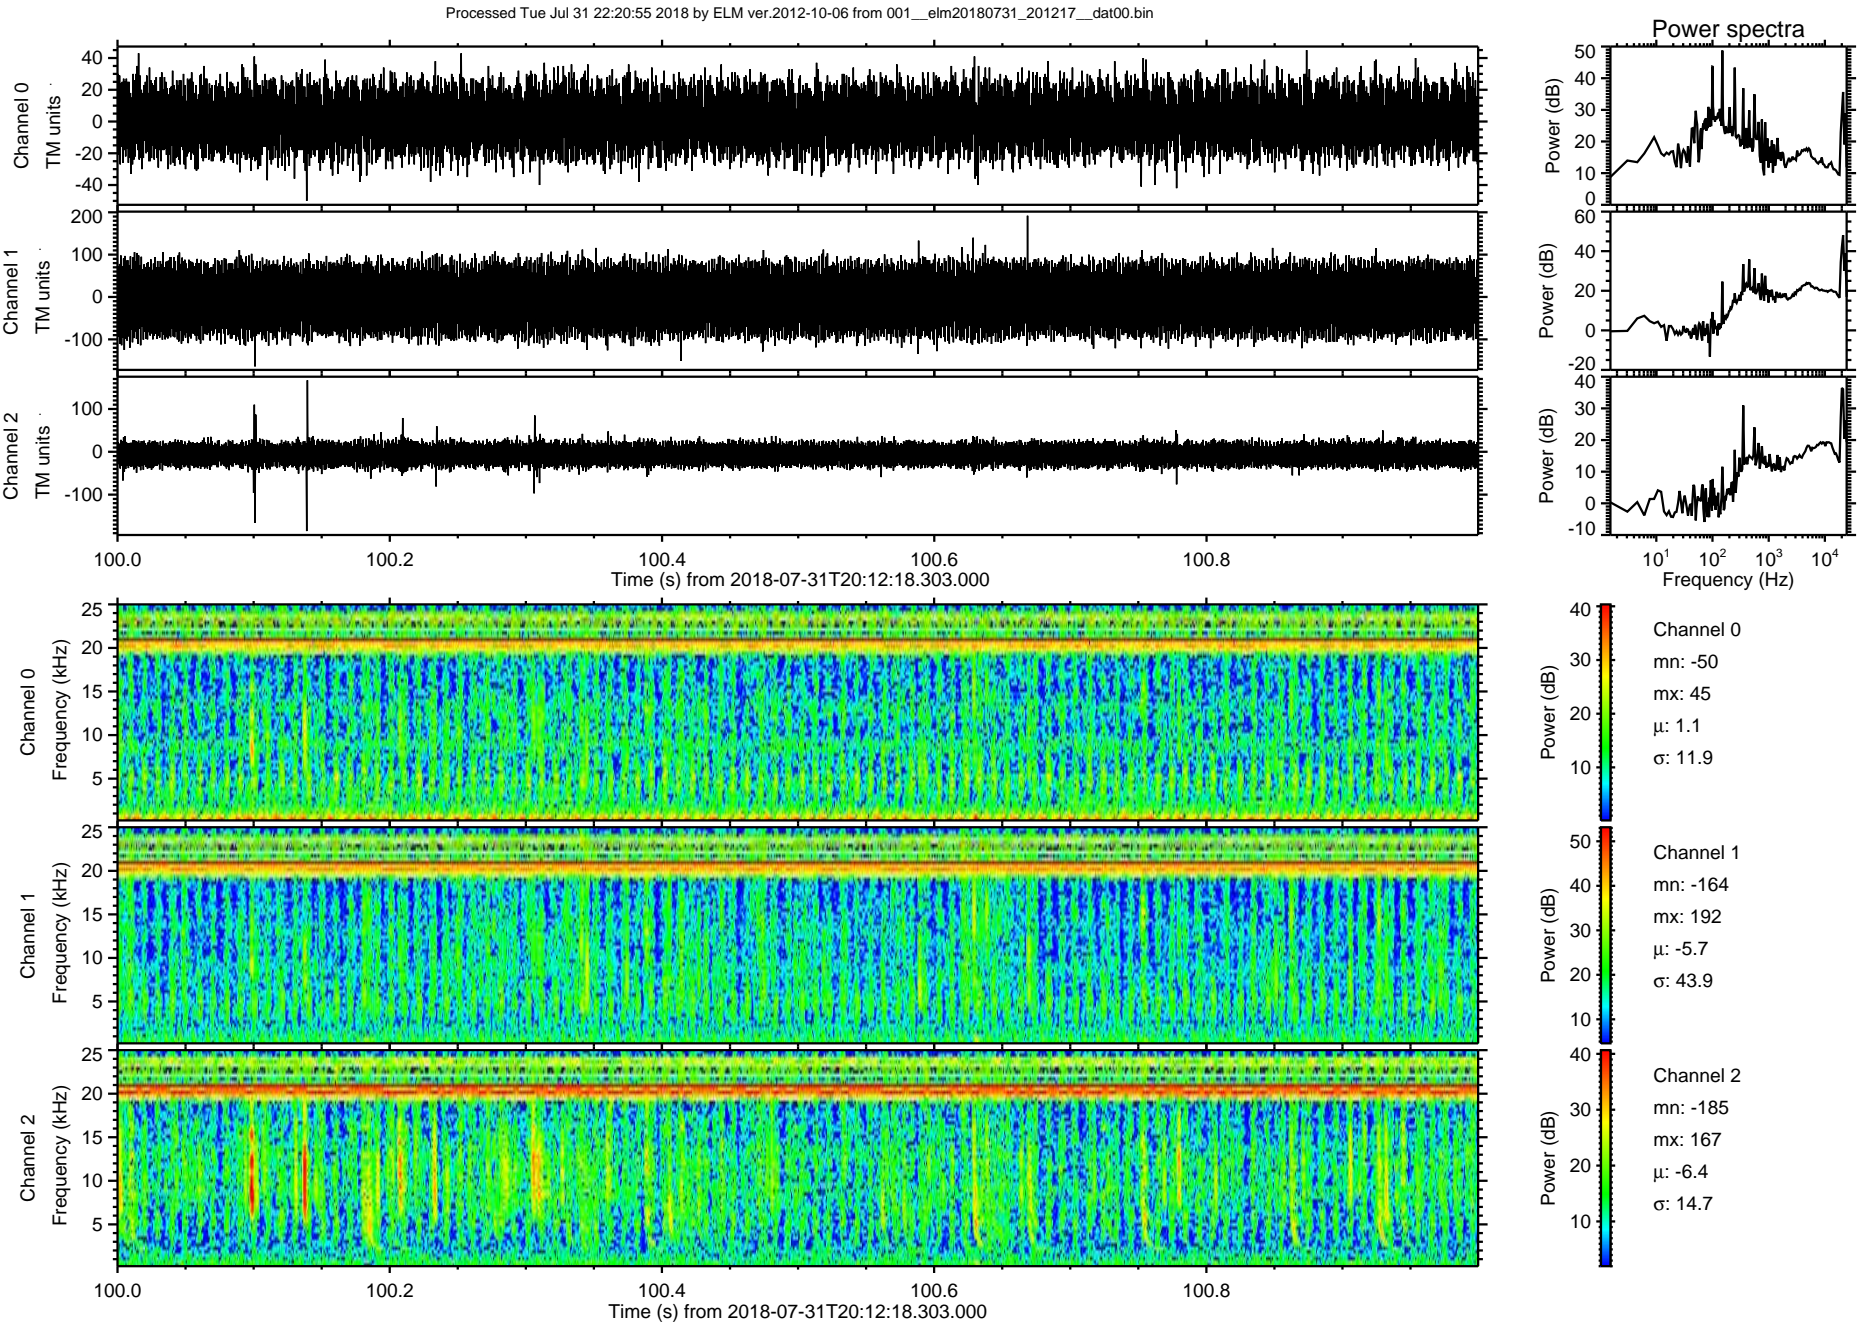 Processed Tue Jul 31 22:20:55 2018 by ELM ver.2012-10-06 from 001__elm20180731_201217__dat00.bin
Power spectra
Channel 0
TM units
40
20
0
-20
-40
Power (dB)
50
40
30
20
10
0
Channel 1
TM units
200
100
0
-100
Power (dB)
60
40
20
0
-20
Channel 2
TM units
100
0
-100
Power (dB)
40
30
20
10
0
-10
100.0 100.2 100.4 100.6 100.8
Time (s) from 2018-07-31T20:12:18.303.000
10¹ 10² 10³ 10⁴
Frequency (Hz)
Channel 0
Frequency (kHz)
25
20
15
10
5
Power (dB)
40
30
20
10
Channel 0
mn: -50
mx: 45
μ: 1.1
σ: 11.9
Channel 1
Frequency (kHz)
25
20
15
10
5
Power (dB)
50
40
30
20
10
Channel 1
mn: -164
mx: 192
μ: -5.7
σ: 43.9
Channel 2
Frequency (kHz)
25
20
15
10
5
Power (dB)
40
30
20
10
Channel 2
mn: -185
mx: 167
μ: -6.4
σ: 14.7
100.0 100.2 100.4 100.6 100.8
Time (s) from 2018-07-31T20:12:18.303.000